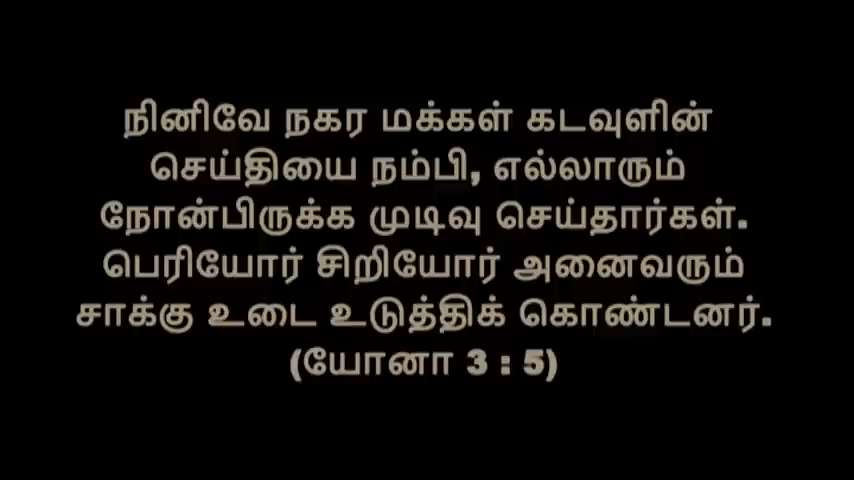 நினிவே நகர மக்கள் கடவுளின்
செய்தியை நம்பி, எல்லாரும்
நோன்பிருக்க முடிவு செய்தார்கள்.
பெரியோர் சிறியோர் அனைவரும்
சாக்கு உடை உடுத்திக் கொண்டனர்.
(யோனா 3 : 5)